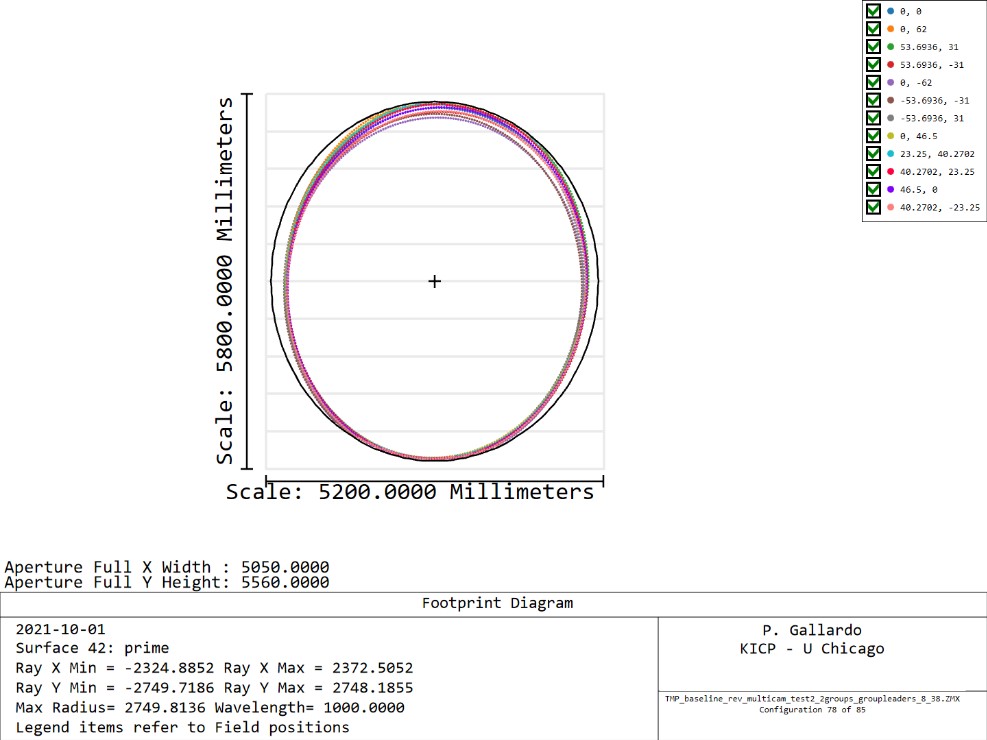 0, 0
0, 62
53.6936, 31
53.6936, -31
0, -62
-53.6936, -31
-53.6936, 31
0, 46.5
23.25, 40.2702
40.2702, 23.25
46.5, 0
40.2702, -23.25
Scale: 5800.0000 Millimeters
Scale: 5200.0000 Millimeters
Aperture Full X Width : 5050.0000
Aperture Full Y Height: 5560.0000
Footprint Diagram
2021-10-01
Surface 42: prime
Ray X Min = -2324.8852 Ray X Max = 2372.5052
Ray Y Min = -2749.7186 Ray Y Max = 2748.1855
Max Radius= 2749.8136 Wavelength= 1000.0000
Legend items refer to Field positions
P. Gallardo
KICP - U Chicago
TMP_baseline_rev_multicam_test2_2groups_groupleaders_8_38.ZMX
Configuration 78 of 85